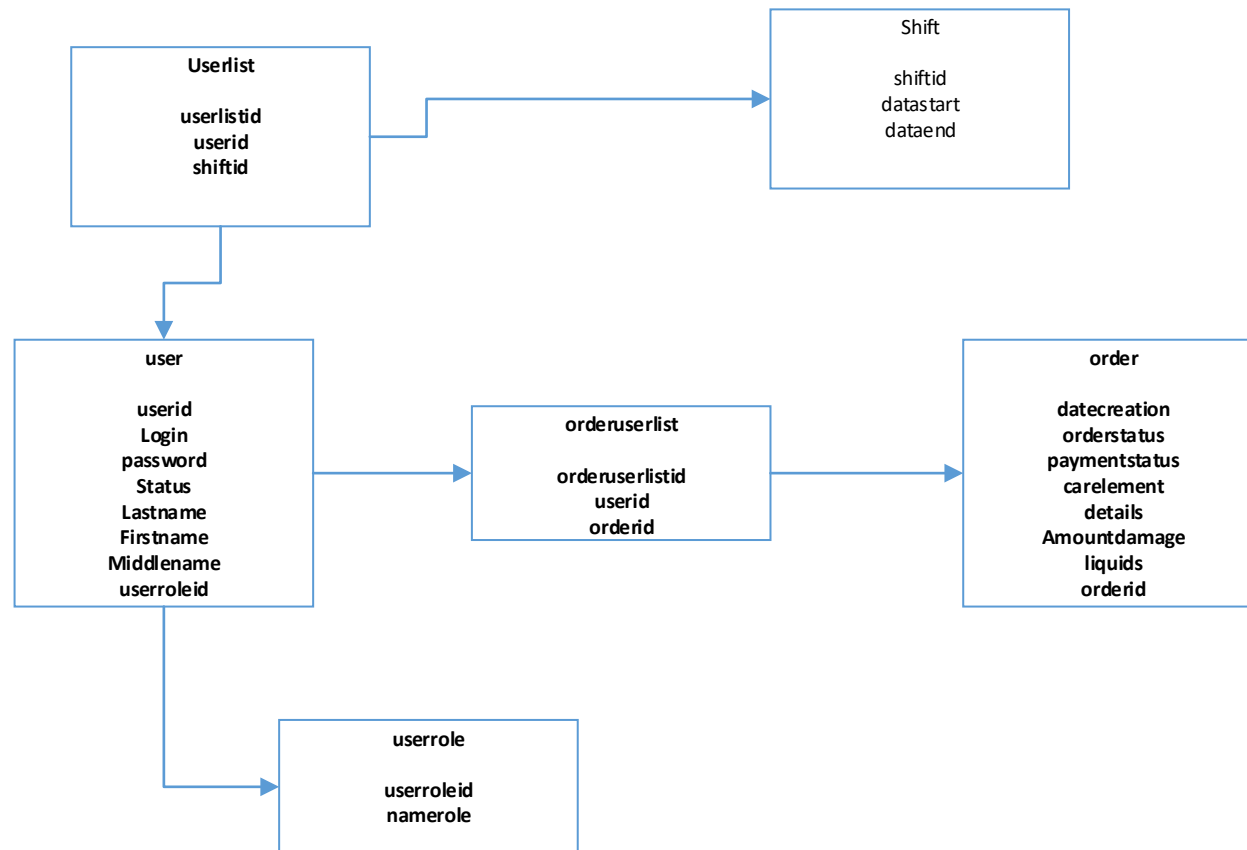 Userlist
userlistid
userid
shiftid
Shift
shiftid
datastart
dataend
user
userid
Login
password
Status
Lastname
Firstname
Middlename
userroleid
orderuserlist
orderuserlistid
userid
orderid
order
datecreation
orderstatus
paymentstatus
carelement
details
Amountdamage
liquids
orderid
userrole
userroleid
namerole